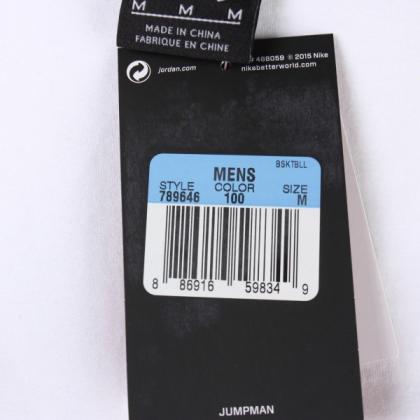 M M M
MADE IN CHINA
FABRIQUE EN CHINE
488059 © 2015 Nike
jordan.com
nikebetterworld.com
BSKTBLL
MENS
STYLE COLOR SIZE
789646 100 M
8 86916 59834 9
JUMPMAN